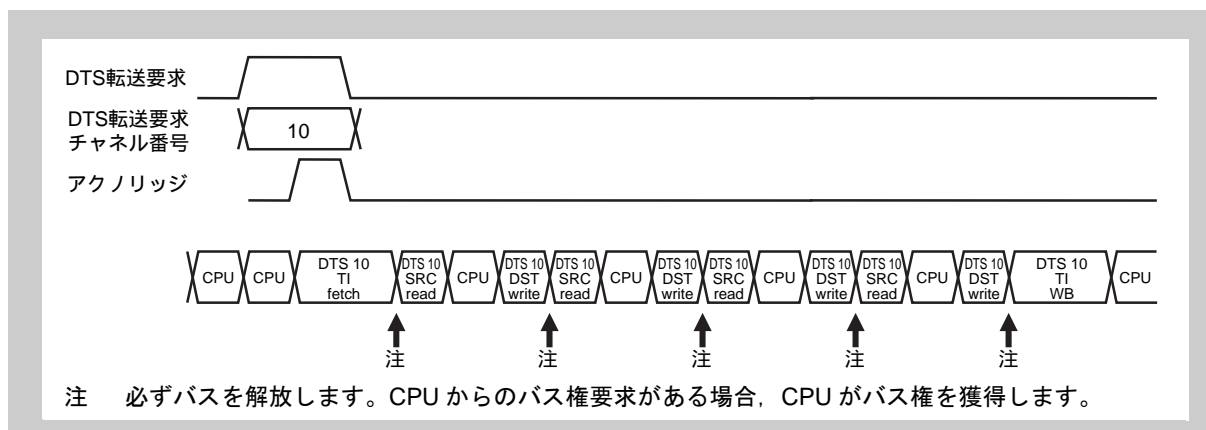 DTS転送要求
DTS転送要求
チャネル番号
10
アクノリッジ
CPU
CPU
DTS 10
TI
fetch
DTS 10
SRC
read
CPU
DTS 10
DST
write
DTS 10
SRC
read
CPU
DTS 10
DST
write
DTS 10
SRC
read
CPU
DTS 10
DST
write
DTS 10
SRC
read
CPU
DTS 10
DST
write
DTS 10
TI
WB
CPU
注
注
注
注
注
注 必ずバスを解放します。CPU からのバス権要求がある場合，CPU がバス権を獲得します。